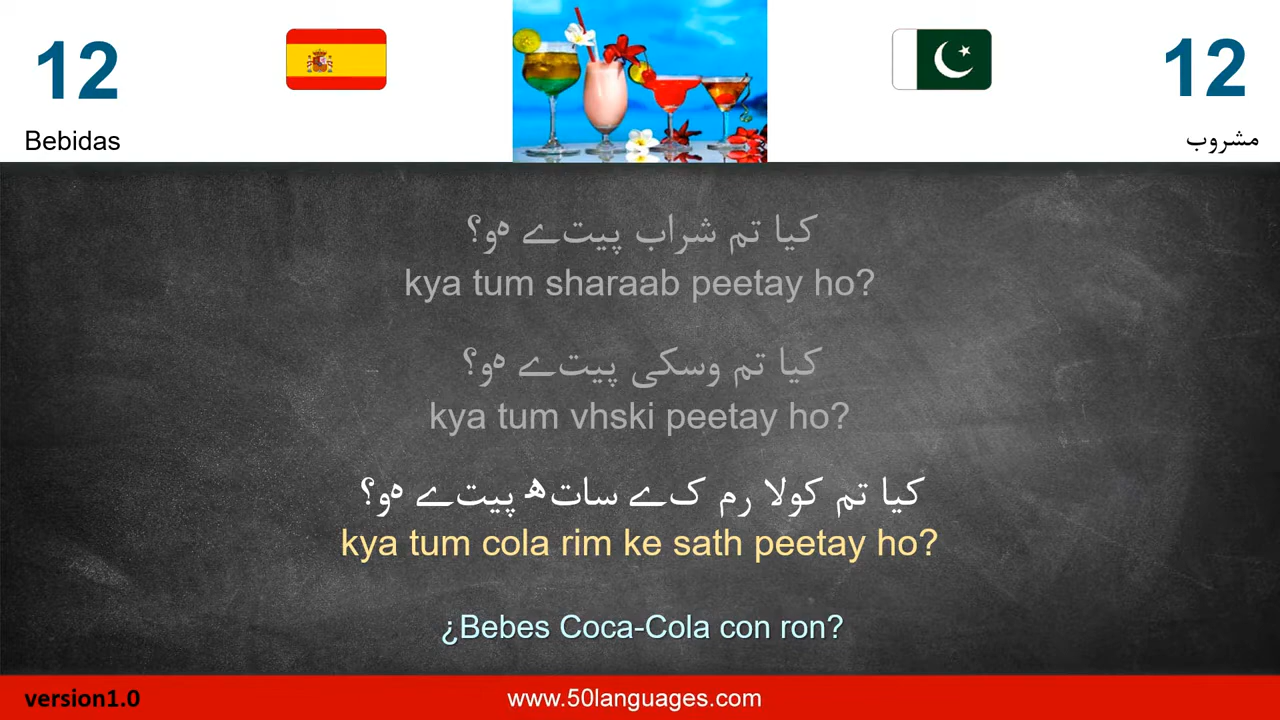 12
12
Bebidas
مشروب
کیا تم شراب پیتے ہو؟
kya tum sharaab peetay ho?
کیا تم وسکی پیتے ہو؟
kya tum vhski peetay ho?
کیا تم کولا رم کے ساتھ پیتے ہو؟
kya tum cola rim ke sath peetay ho?
¿Bebes Coca-Cola con ron?
version1.0
www.50languages.com